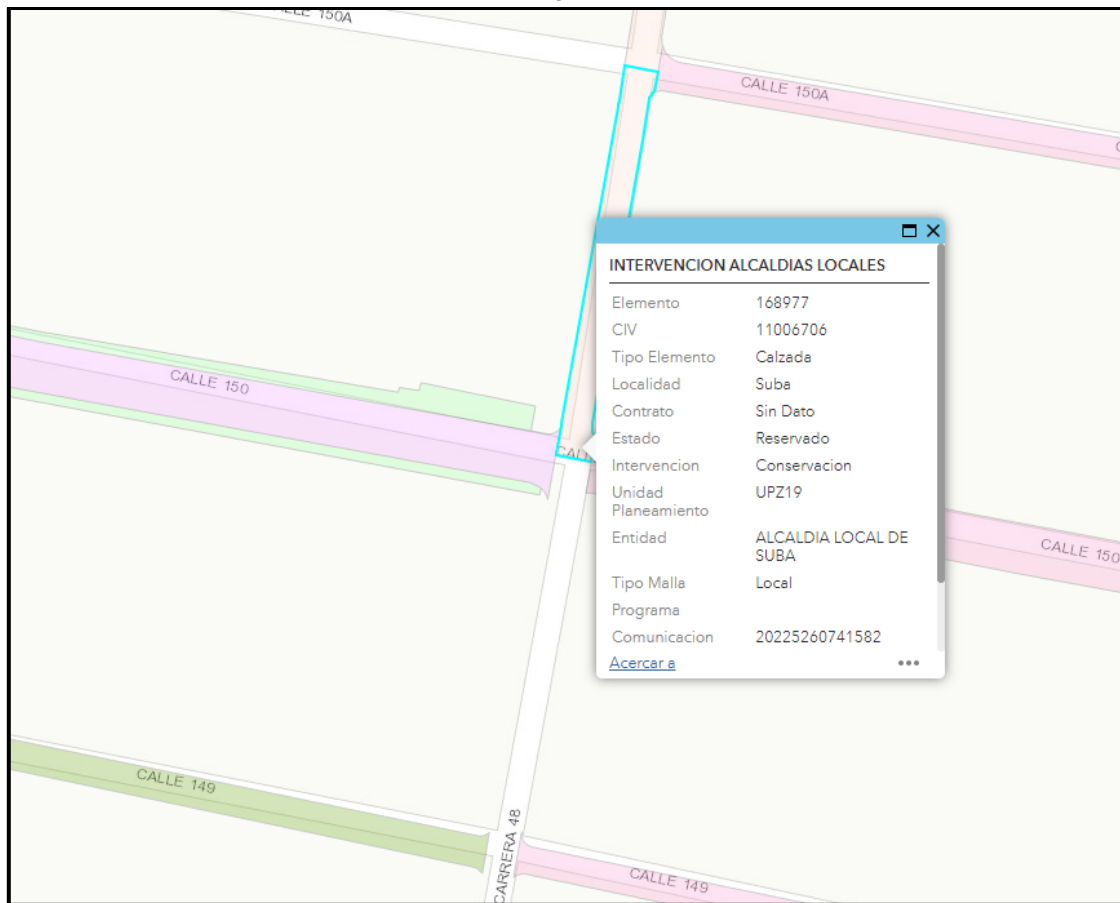 CALLE 150A
CALLE 150A
INTERVENCION ALCALDIAS LOCALES
Elemento 168977
CIV 11006706
Tipo Elemento Calzada
Localidad Suba
Contrato Sin Dato
Estado Reservado
Intervencion Conservacion
Unidad Planeamiento UPZ19
Entidad ALCALDIA LOCAL DE SUBA
Tipo Malla Local
Programa
Comunicacion 20225260741582
Acercar a
CALLE 150
CALLE 150
CALLE 149
CARRERA 48
CALLE 149